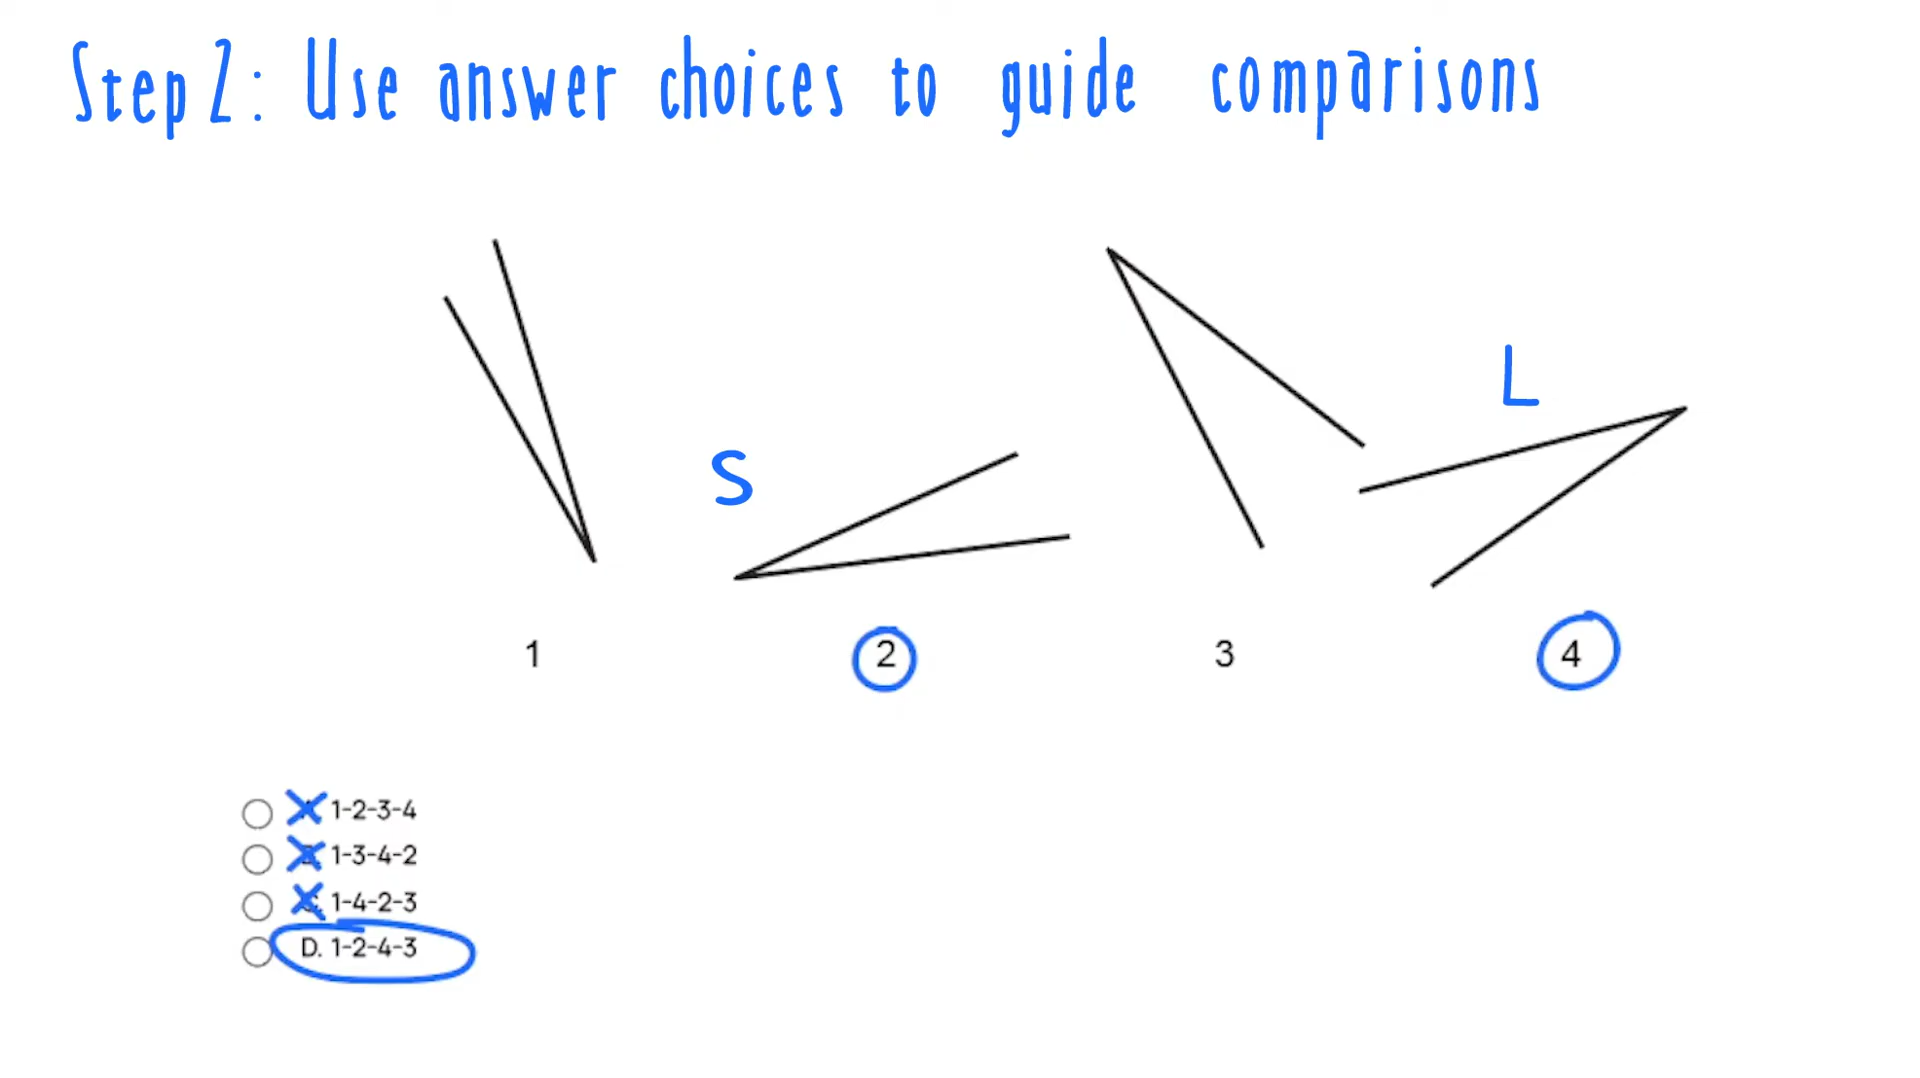 Step 2: Use answer choices to guide comparisons
L
S
1 2 3 4
1-2-3-4
1-3-4-2
1-4-2-3
D. 1-2-4-3